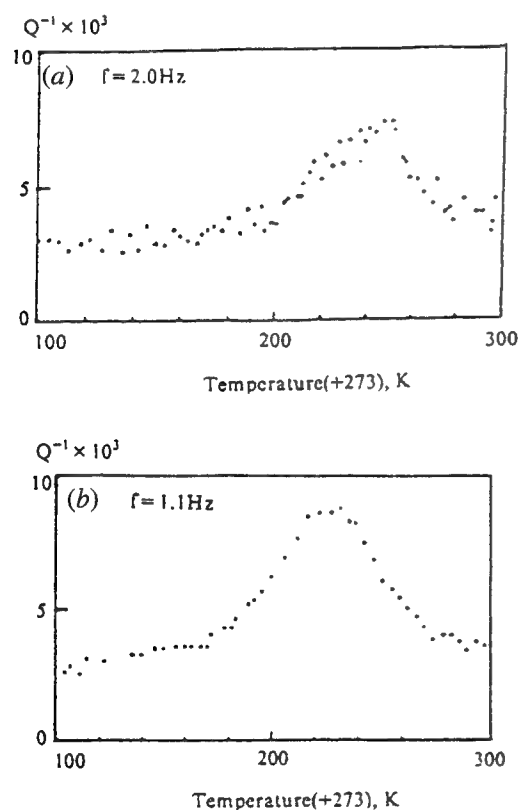 Q⁻¹ × 10³
10
(a) f = 2.0Hz
5
0
100 200 300
Temperature(+273), K
Q⁻¹ × 10³
10
(b) f = 1.1Hz
5
0
100 200 300
Temperature(+273), K